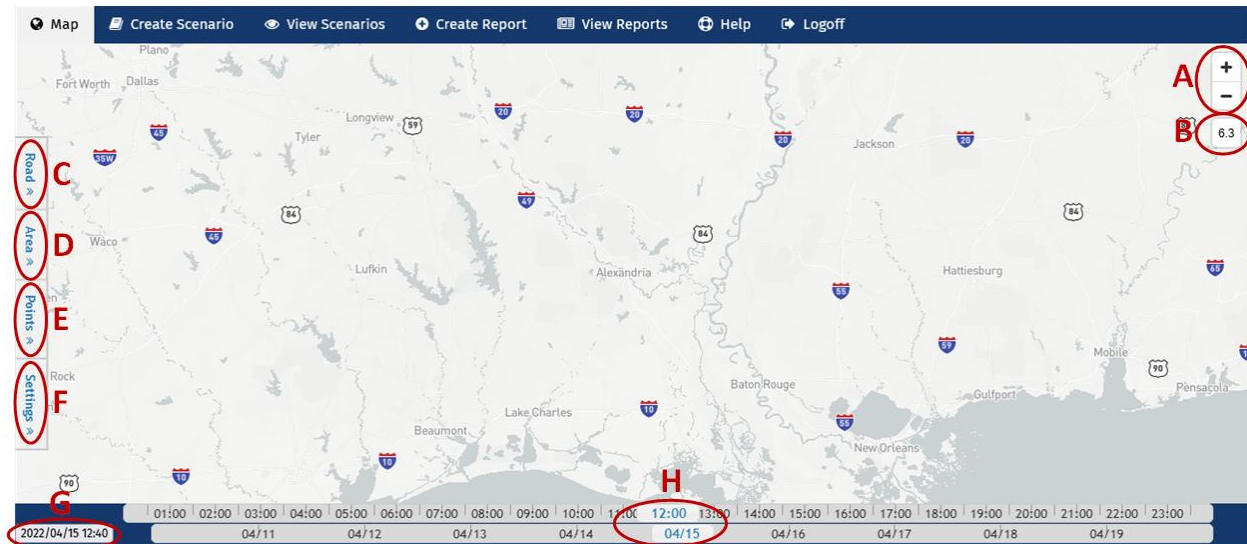 Map Create Scenario View Scenarios Create Report View Reports Help Logoff
Plano
Fort Worth Dallas
A
+
−
B
6.3
Longview 59 20 20 20 20
45
Tyler
Jackson
35W
C
Road
49
84
84
84
45
D
Area
Waco
Lufkin
Alexandria
Hattiesburg
65
55
E
Points
en
59
Mobile
90
Rock
F
Settings
Baton Rouge
Pensacola
Gulfport
Lake Charles
10
55
Beaumont
New Orleans
10
10
90
G
H
01:00 02:00 03:00 04:00 05:00 06:00 07:00 08:00 09:00 10:00 11:00 12:00 13:00 14:00 15:00 16:00 17:00 18:00 19:00 20:00 21:00 22:00 23:00
2022/04/15 12:40 04/11 04/12 04/13 04/14 04/15 04/16 04/17 04/18 04/19